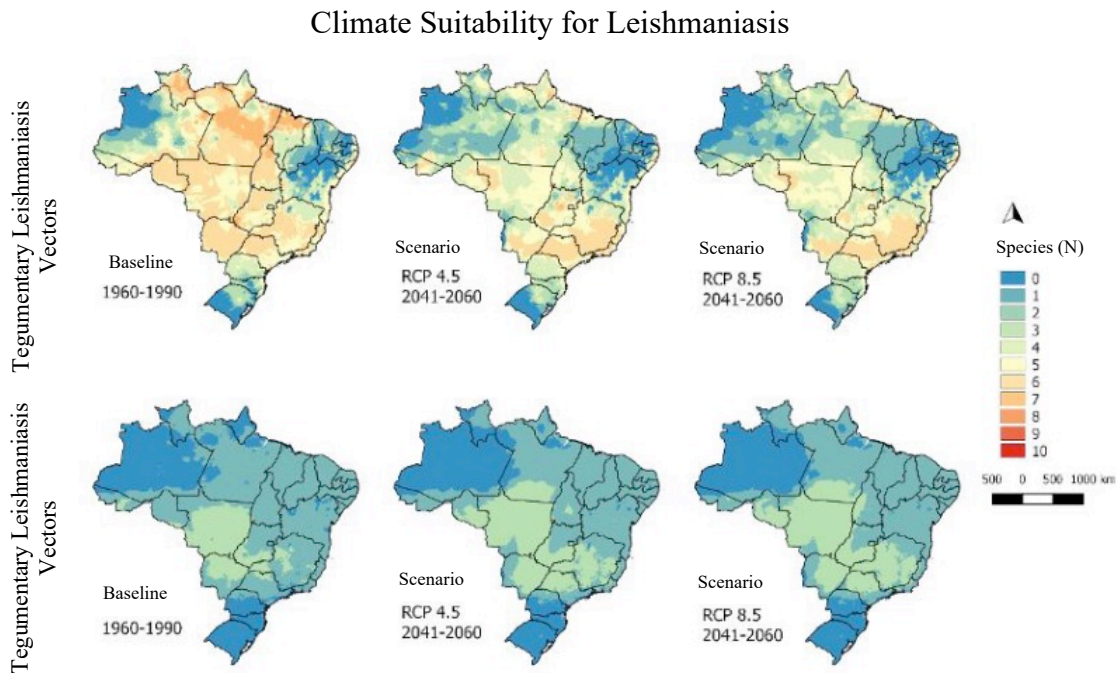 Climate Suitability for Leishmaniasis
Tegumentary Leishmaniasis
Vectors
Baseline
1960-1990
Scenario
RCP 4.5
2041-2060
Scenario
RCP 8.5
2041-2060
Species (N)
0
1
2
3
4
5
6
7
8
9
10
500 0 500 1000 km
Tegumentary Leishmaniasis
Vectors
Baseline
1960-1990
Scenario
RCP 4.5
2041-2060
Scenario
RCP 8.5
2041-2060